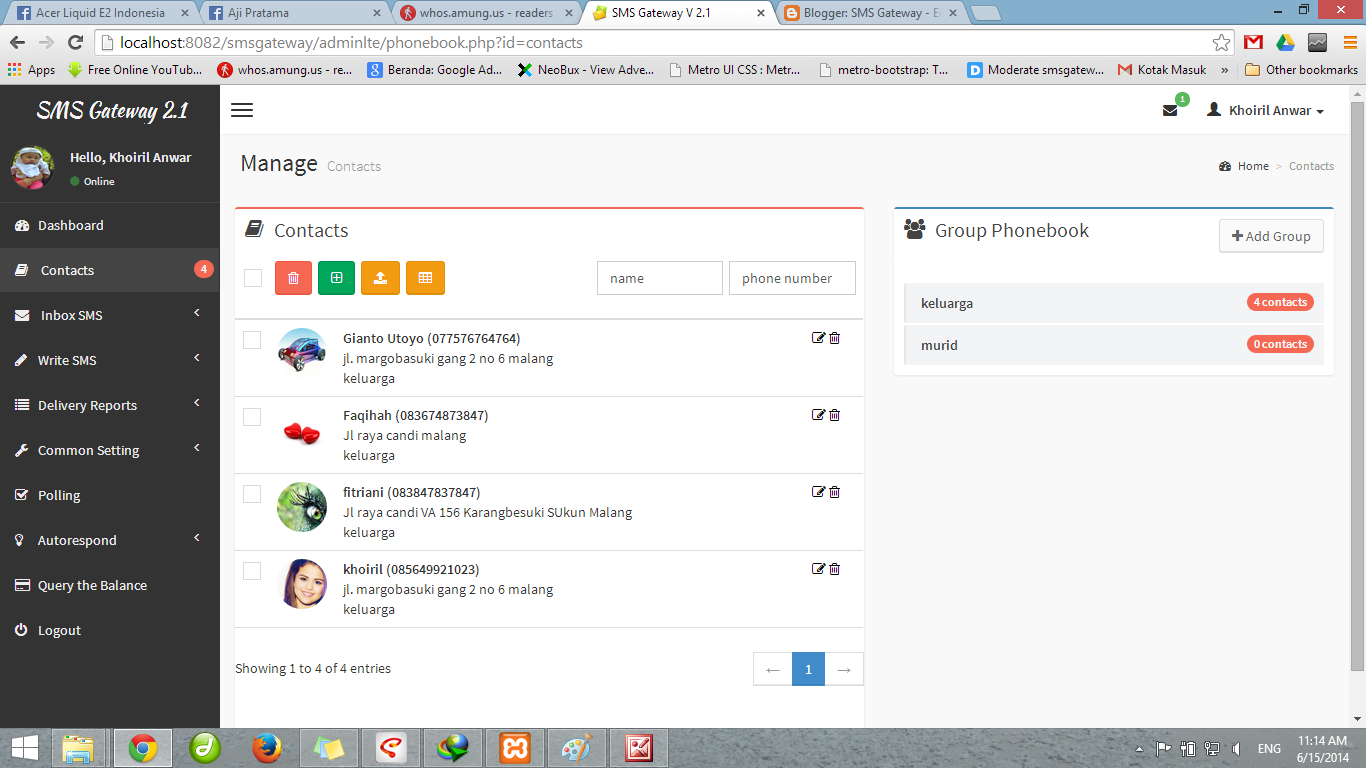 Acer Liquid E2 Indonesia
Aji Pratama
whos.amung.us - readers
SMS Gateway V 2.1
Blogger: SMS Gateway - E
localhost:8082/smsgateway/adminlte/phonebook.php?id=contacts
Apps
Free Online YouTub...
whos.amung.us - re...
Beranda: Google Ad...
NeoBux - View Adve...
Metro UI CSS : Metr...
metro-bootstrap: T...
Moderate smsgatew...
Kotak Masuk
»
Other bookmarks
SMS Gateway 2.1
1
Khoiril Anwar
Hello, Khoiril Anwar
Online
Manage Contacts
Home > Contacts
Dashboard
Contacts 4
Inbox SMS
Write SMS
Delivery Reports
Common Setting
Polling
Autorespond
Query the Balance
Logout
Contacts
name
phone number
Gianto Utoyo (077576764764)
jl. margobasuki gang 2 no 6 malang
keluarga
Faqihah (083674873847)
Jl raya candi malang
keluarga
fitriani (083847837847)
Jl raya candi VA 156 Karangbesuki SUkun Malang
keluarga
khoiril (085649921023)
jl. margobasuki gang 2 no 6 malang
keluarga
Showing 1 to 4 of 4 entries
← 1 →
Group Phonebook
Add Group
keluarga 4 contacts
murid 0 contacts
ENG
11:14 AM
6/15/2014